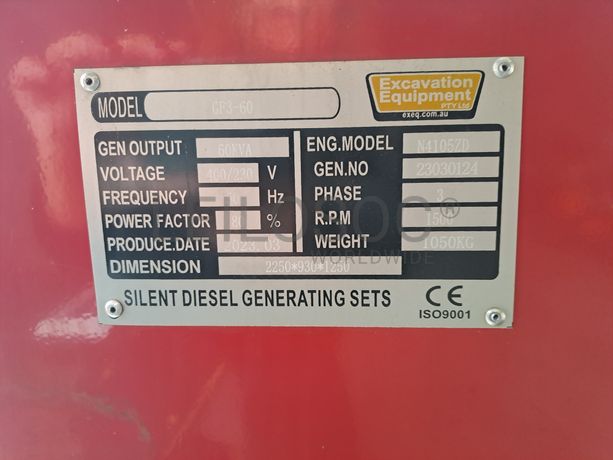 MODEL GF3-60
Excavation
Equipment
PTY Ltd
exeq.com.au
GEN OUTPUT 60KVA
VOLTAGE 400/230 V
FREQUENCY Hz
POWER FACTOR %
PRODUCE.DATE 2023.03
DIMENSION 2250*930*1250
ENG.MODEL N4105ZD
GEN.NO 23030124
PHASE 3
R.P.M 1500
WEIGHT 1050KG
WORLDWIDE
SILENT DIESEL GENERATING SETS
CE
ISO9001